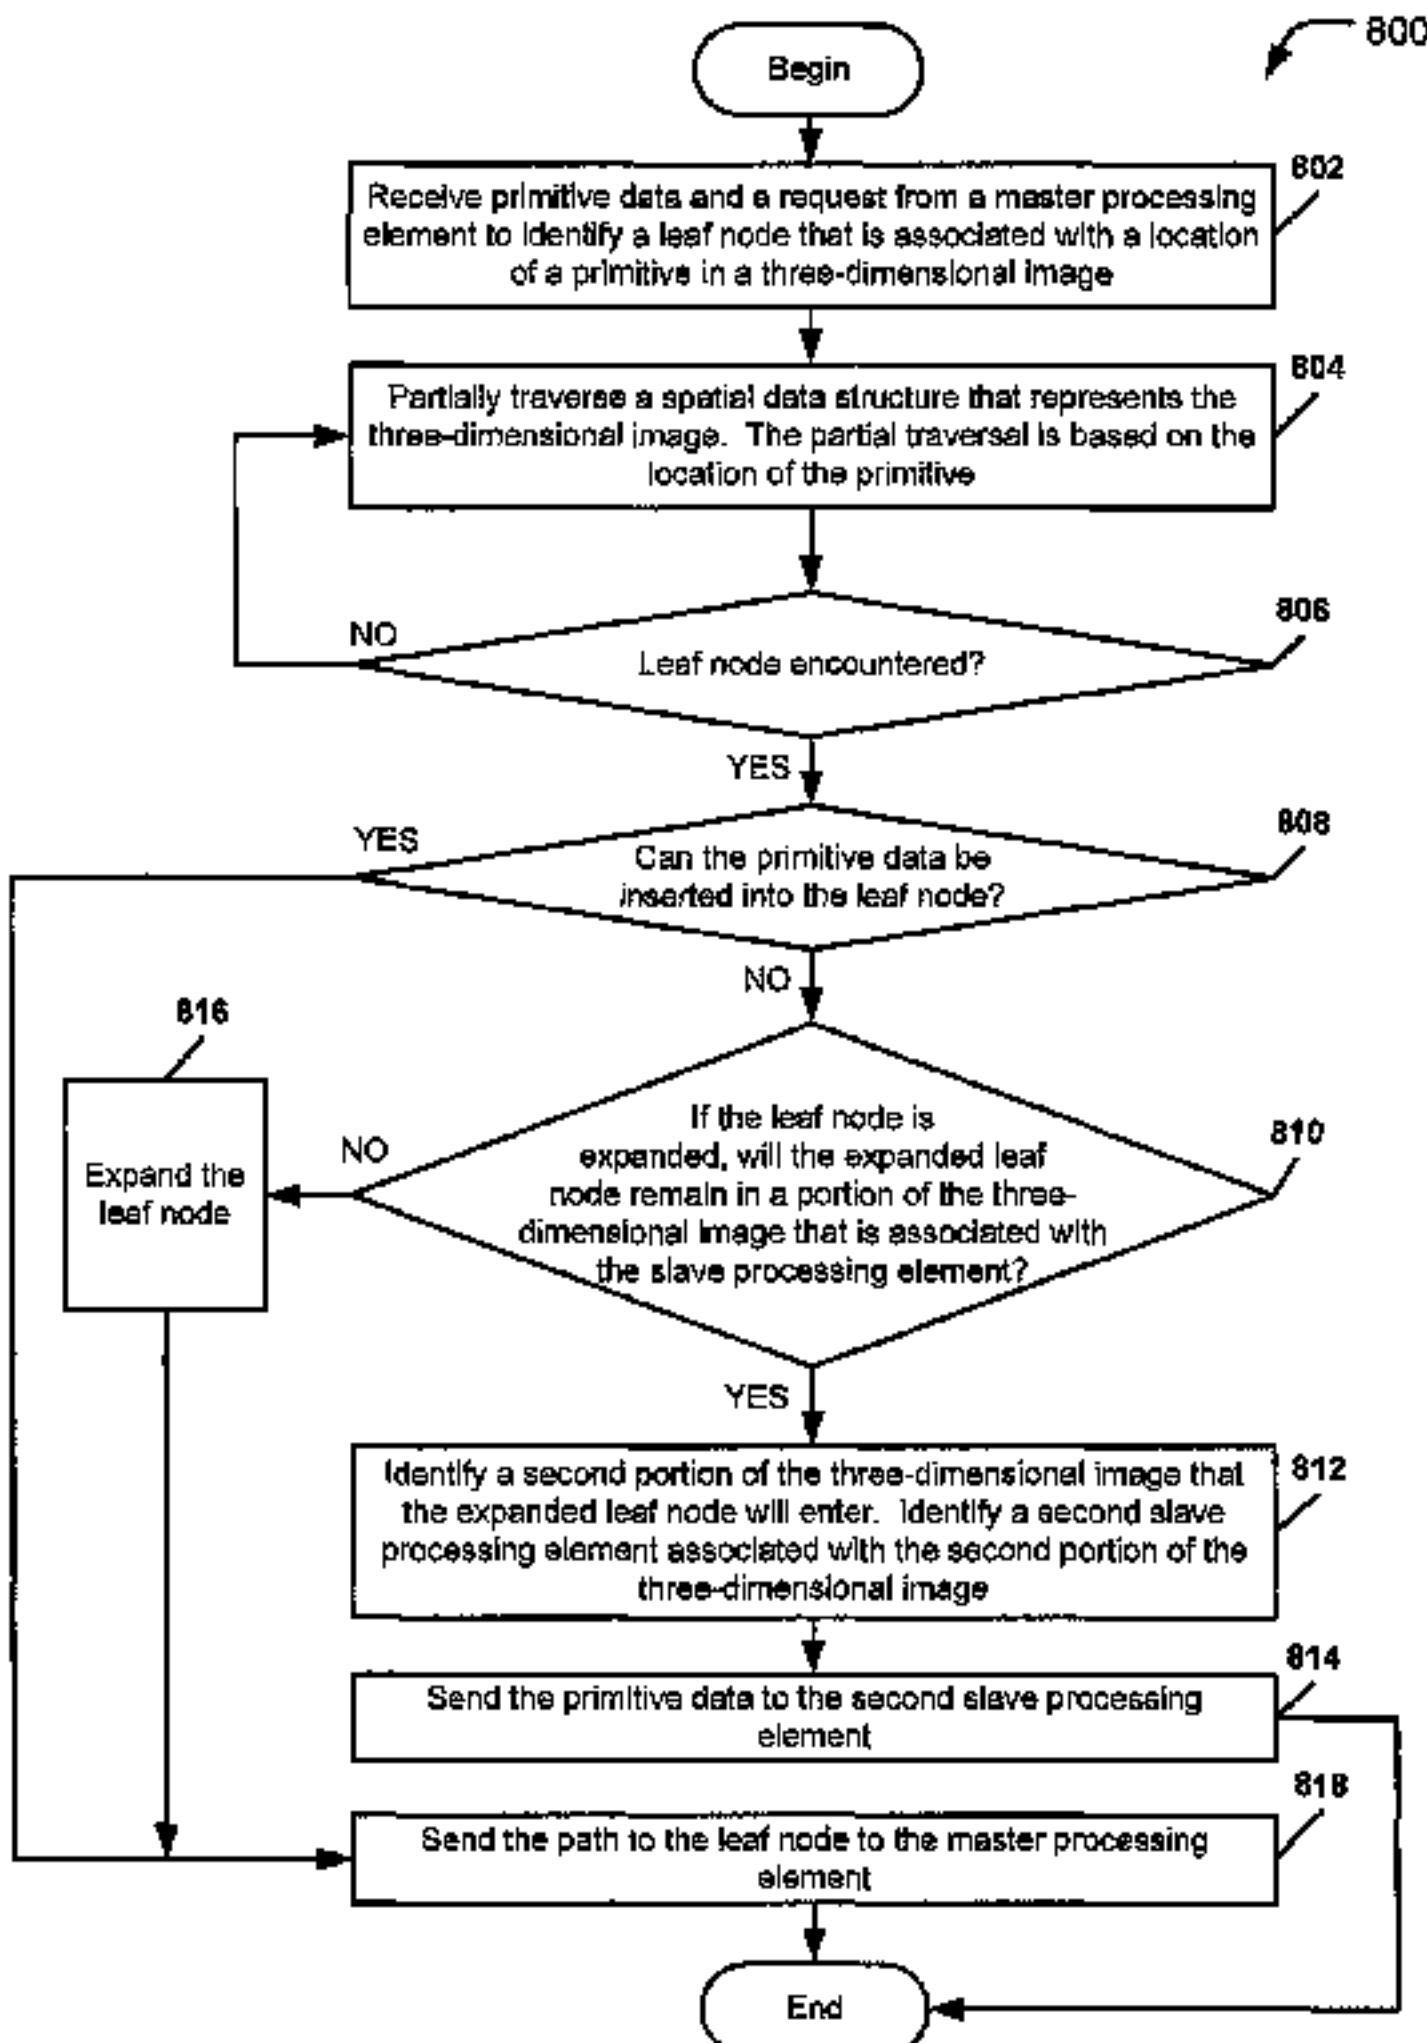 800
Begin
802
Receive primitive data and a request from a master processing
element to identify a leaf node that is associated with a location
of a primitive in a three-dimensional image
804
Partially traverse a spatial data structure that represents the
three-dimensional image. The partial traversal is based on the
location of the primitive
806
NO
Leaf node encountered?
YES
808
YES
Can the primitive data be
inserted into the leaf node?
NO
816
Expand the
leaf node
NO
810
If the leaf node is
expanded, will the expanded leaf
node remain in a portion of the three-
dimensional image that is associated with
the slave processing element?
YES
812
Identify a second portion of the three-dimensional image that
the expanded leaf node will enter. Identify a second slave
processing element associated with the second portion of the
three-dimensional image
814
Send the primitive data to the second slave processing
element
818
Send the path to the leaf node to the master processing
element
End